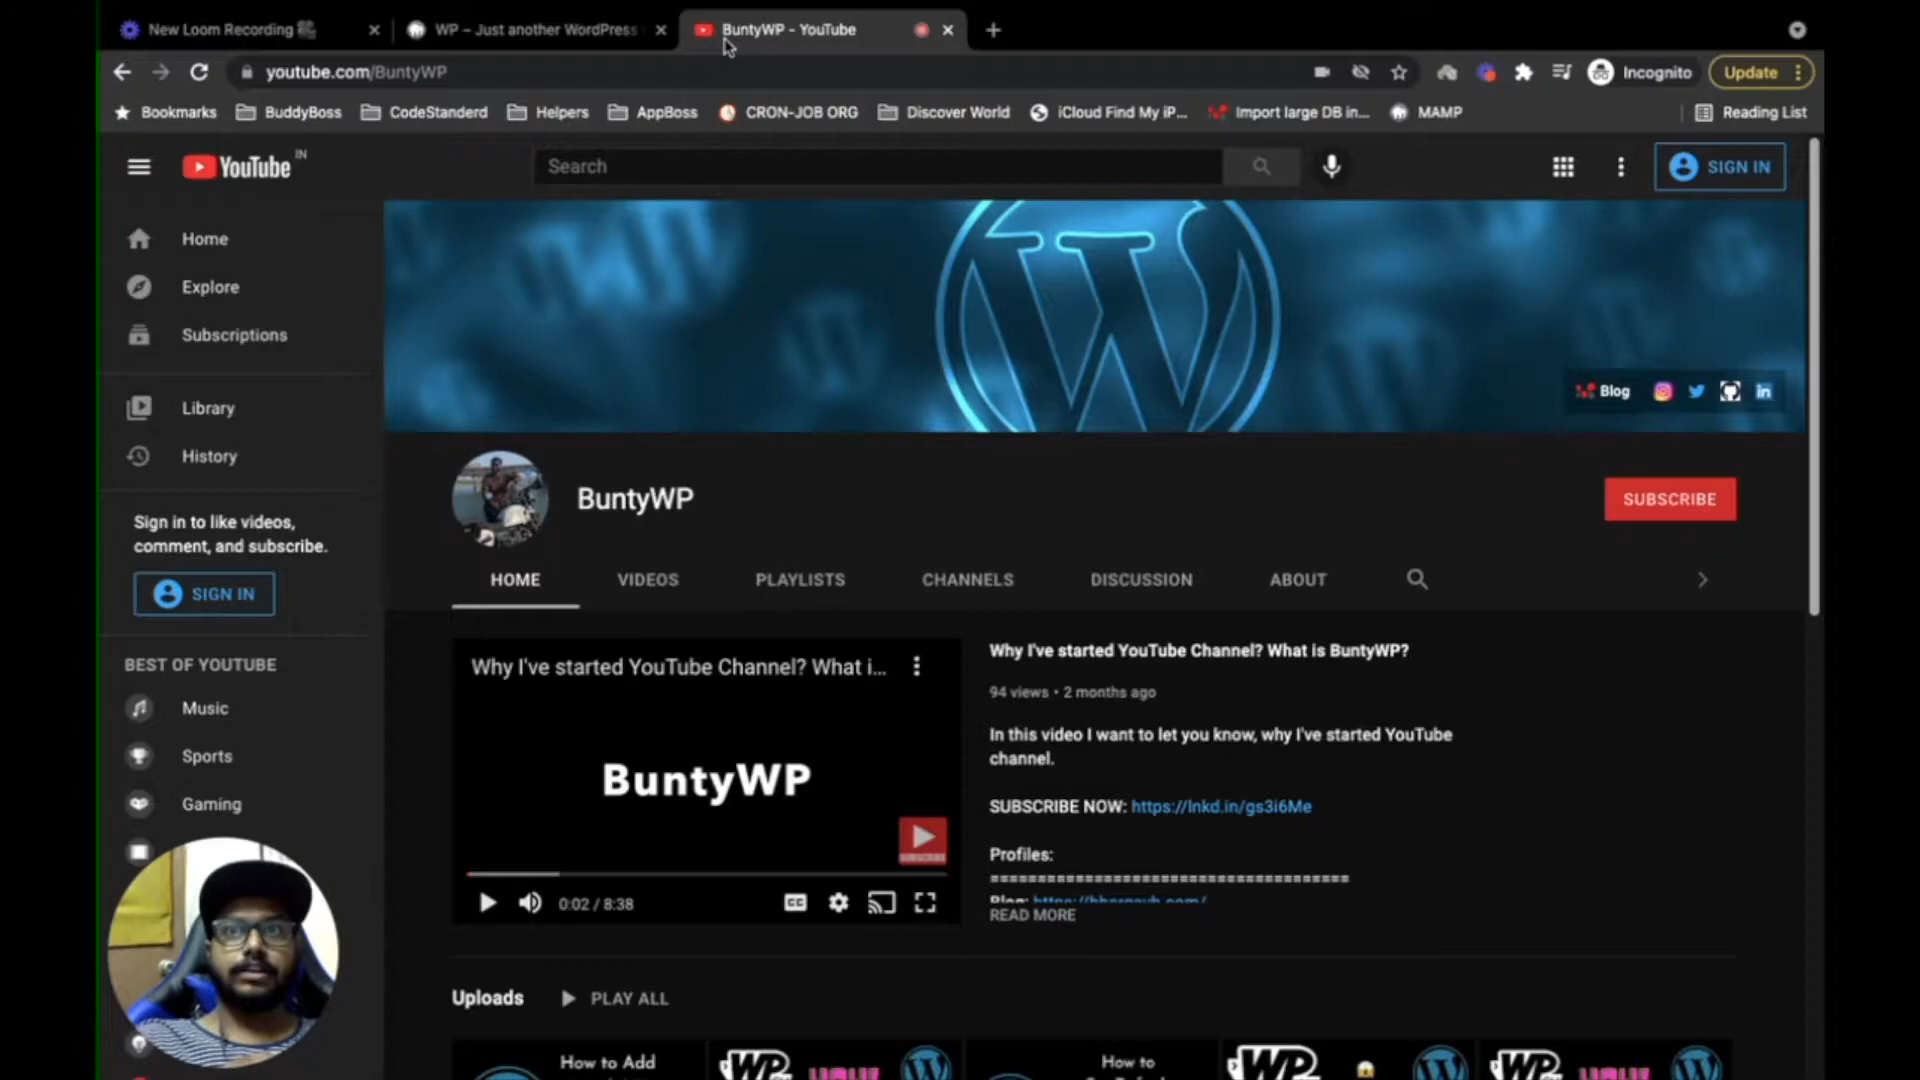 New Loom Recording
WP – Just another WordPress
BuntyWP - YouTube
youtube.com/BuntyWP
Incognito
Update
Bookmarks
BuddyBoss
CodeStanderd
Helpers
AppBoss
CRON-JOB ORG
Discover World
iCloud Find My iP...
Import large DB in...
MAMP
Reading List
YouTube IN
Search
SIGN IN
Home
Explore
Subscriptions
Library
History
Sign in to like videos,
comment, and subscribe.
SIGN IN
BEST OF YOUTUBE
Music
Sports
Gaming
Blog
BuntyWP
SUBSCRIBE
HOME
VIDEOS
PLAYLISTS
CHANNELS
DISCUSSION
ABOUT
Why I've started YouTube Channel? What i...
BuntyWP
SUBSCRIBE
0:02 / 8:38
CC
Why I've started YouTube Channel? What is BuntyWP?
94 views • 2 months ago
In this video I want to let you know, why I've started YouTube
channel.
SUBSCRIBE NOW: https://lnkd.in/gs3i6Me
Profiles:
====================================
READ MORE
Uploads
PLAY ALL
How to Add
WP
How to
WP
WP